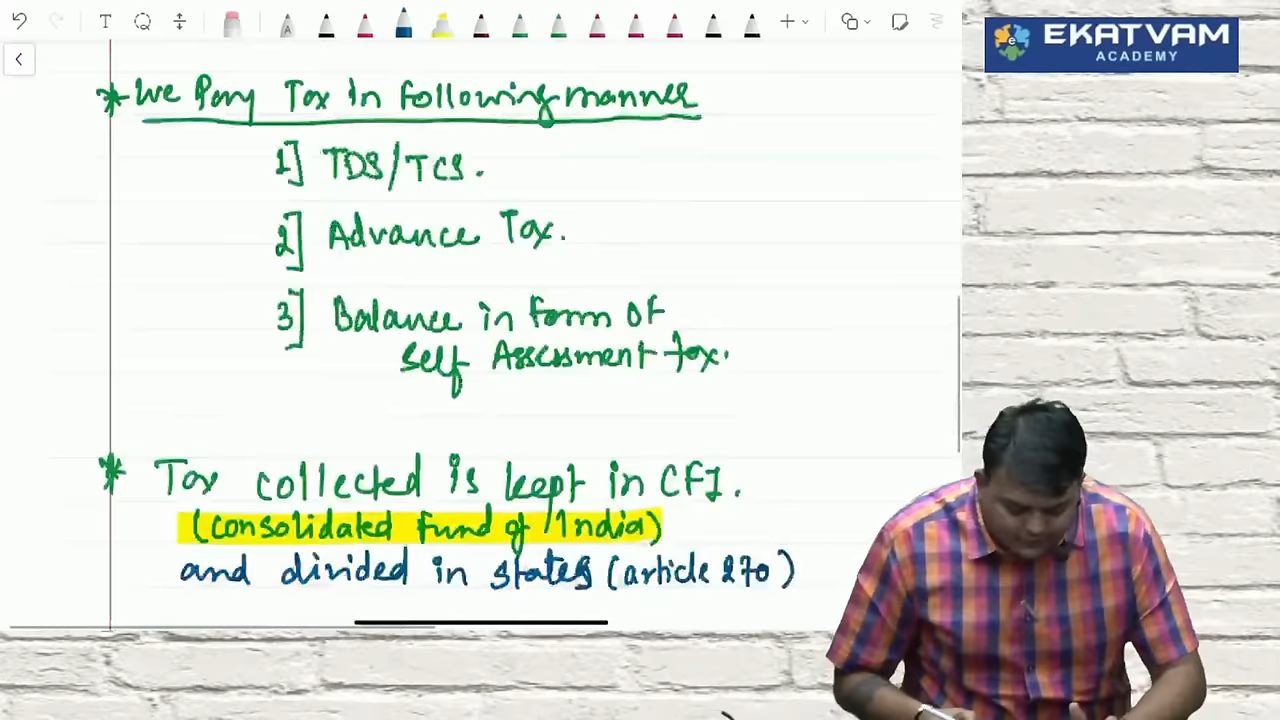 EKATVAM
ACADEMY
* We Pay Tax in following manner
1] TDS/TCS.
2] Advance Tax.
3] Balance in form of
self Assessment tax.
* Tax collected is kept in CFI.
(consolidated fund of India)
and divided in states (article 270)